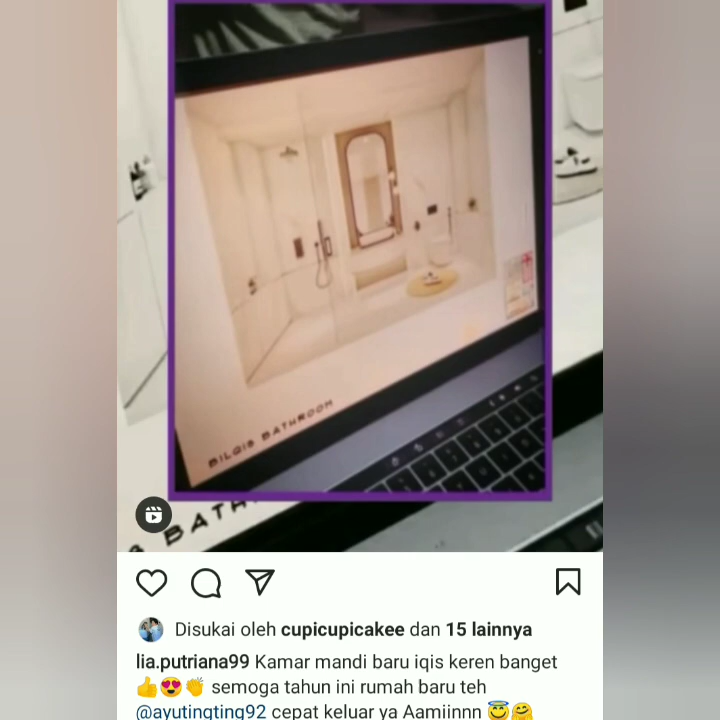 BILQIS BATHROOM
BATH
Disukai oleh cupicupicakee dan 15 lainnya
lia.putriana99 Kamar mandi baru iqis keren banget
👍😍👏 semoga tahun ini rumah baru teh
@ayutingting92 cepat keluar ya Aamiinnn 😇🤗